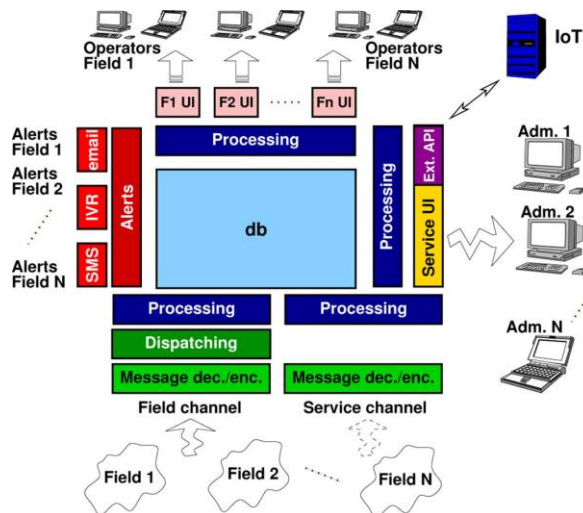 Operators
Field 1
Operators
Field N
IoT
F1 UI
F2 UI
......
Fn UI
Alerts
Field 1
Alerts
Field 2
Alerts
Field N
email
IVR
SMS
Alerts
Processing
db
Processing
Ext. API
Service UI
Adm. 1
Adm. 2
Adm. N
Processing
Processing
Dispatching
Message dec./enc.
Message dec./enc.
Field channel
Service channel
Field 1
Field 2
Field N